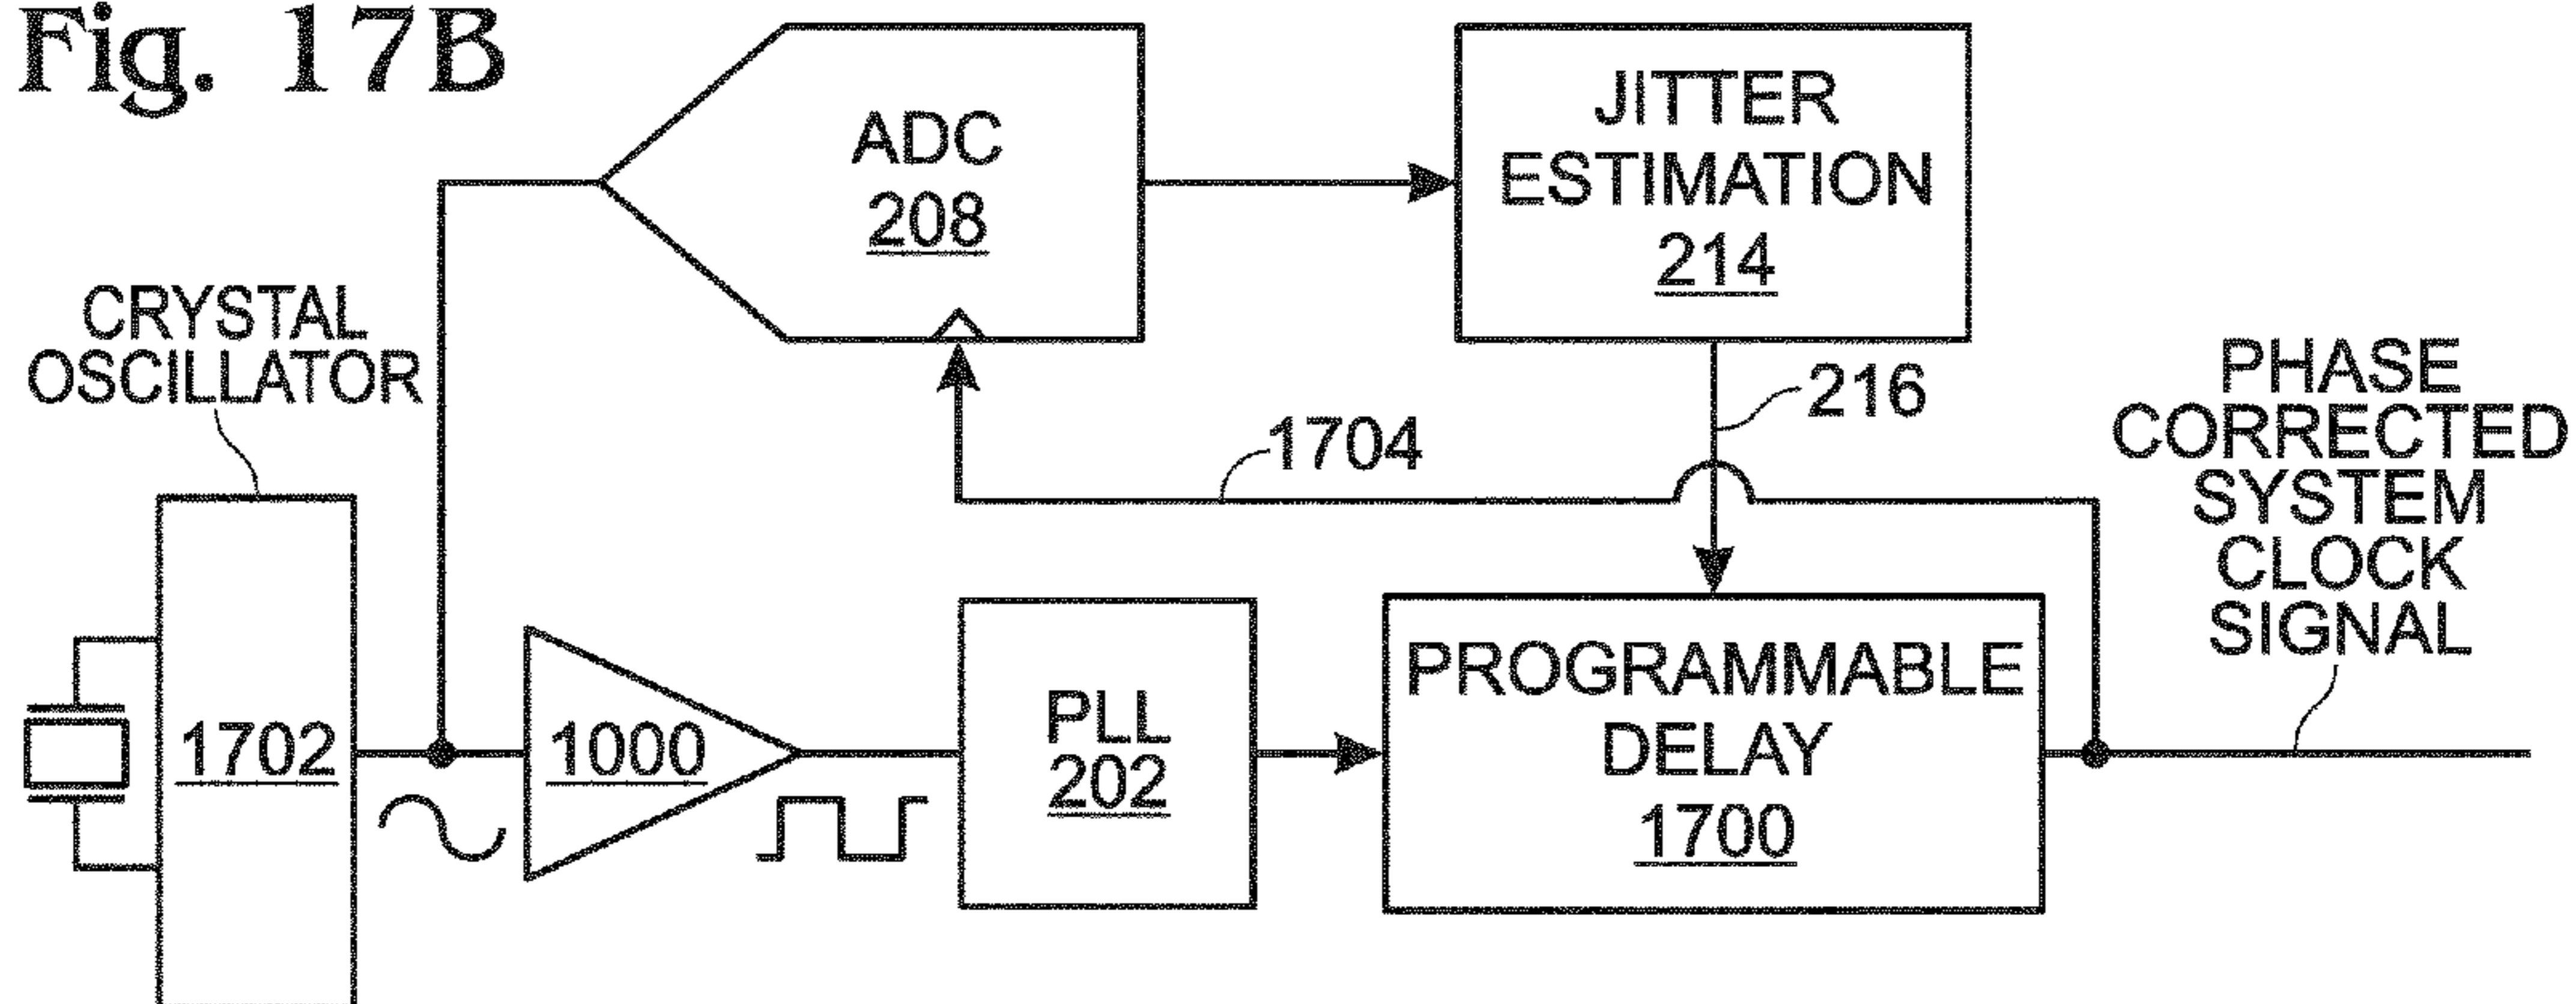 Fig. 17B
ADC
208
JITTER
ESTIMATION
214
CRYSTAL
OSCILLATOR
216
1704
PHASE
CORRECTED
SYSTEM
CLOCK
SIGNAL
1702
1000
PLL
202
PROGRAMMABLE
DELAY
1700